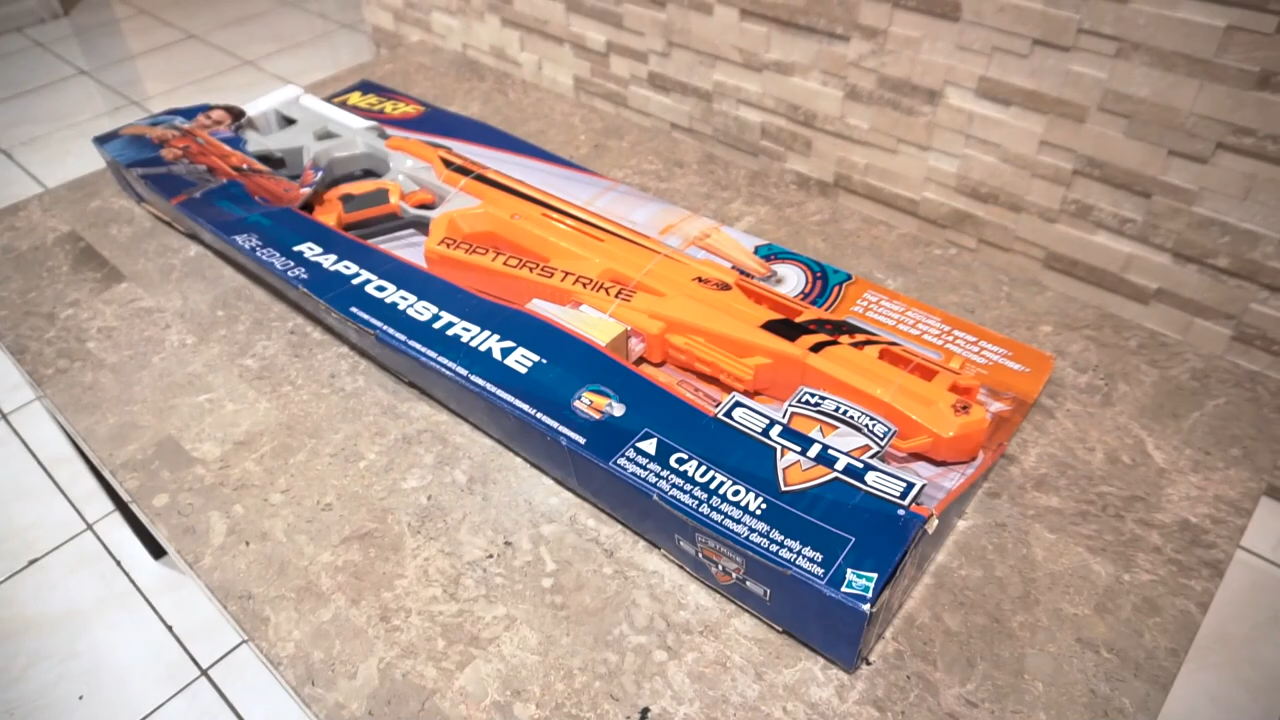 NERF
AGE•EDAD 8+
RAPTORSTRIKE™
RAPTORSTRIKE
NERF
THE MOST ACCURATE NERF DART!*
LA FLÉCHETTE NERF LA PLUS PRÉCISE!*
¡EL DARDO NERF MÁS PRECISO!*
N-STRIKE
ELITE
CAUTION:
Do not aim at eyes or face. TO AVOID INJURY: Use only darts
designed for this product. Do not modify darts or dart blaster.
Hasbro
N-STRIKE
ELITE